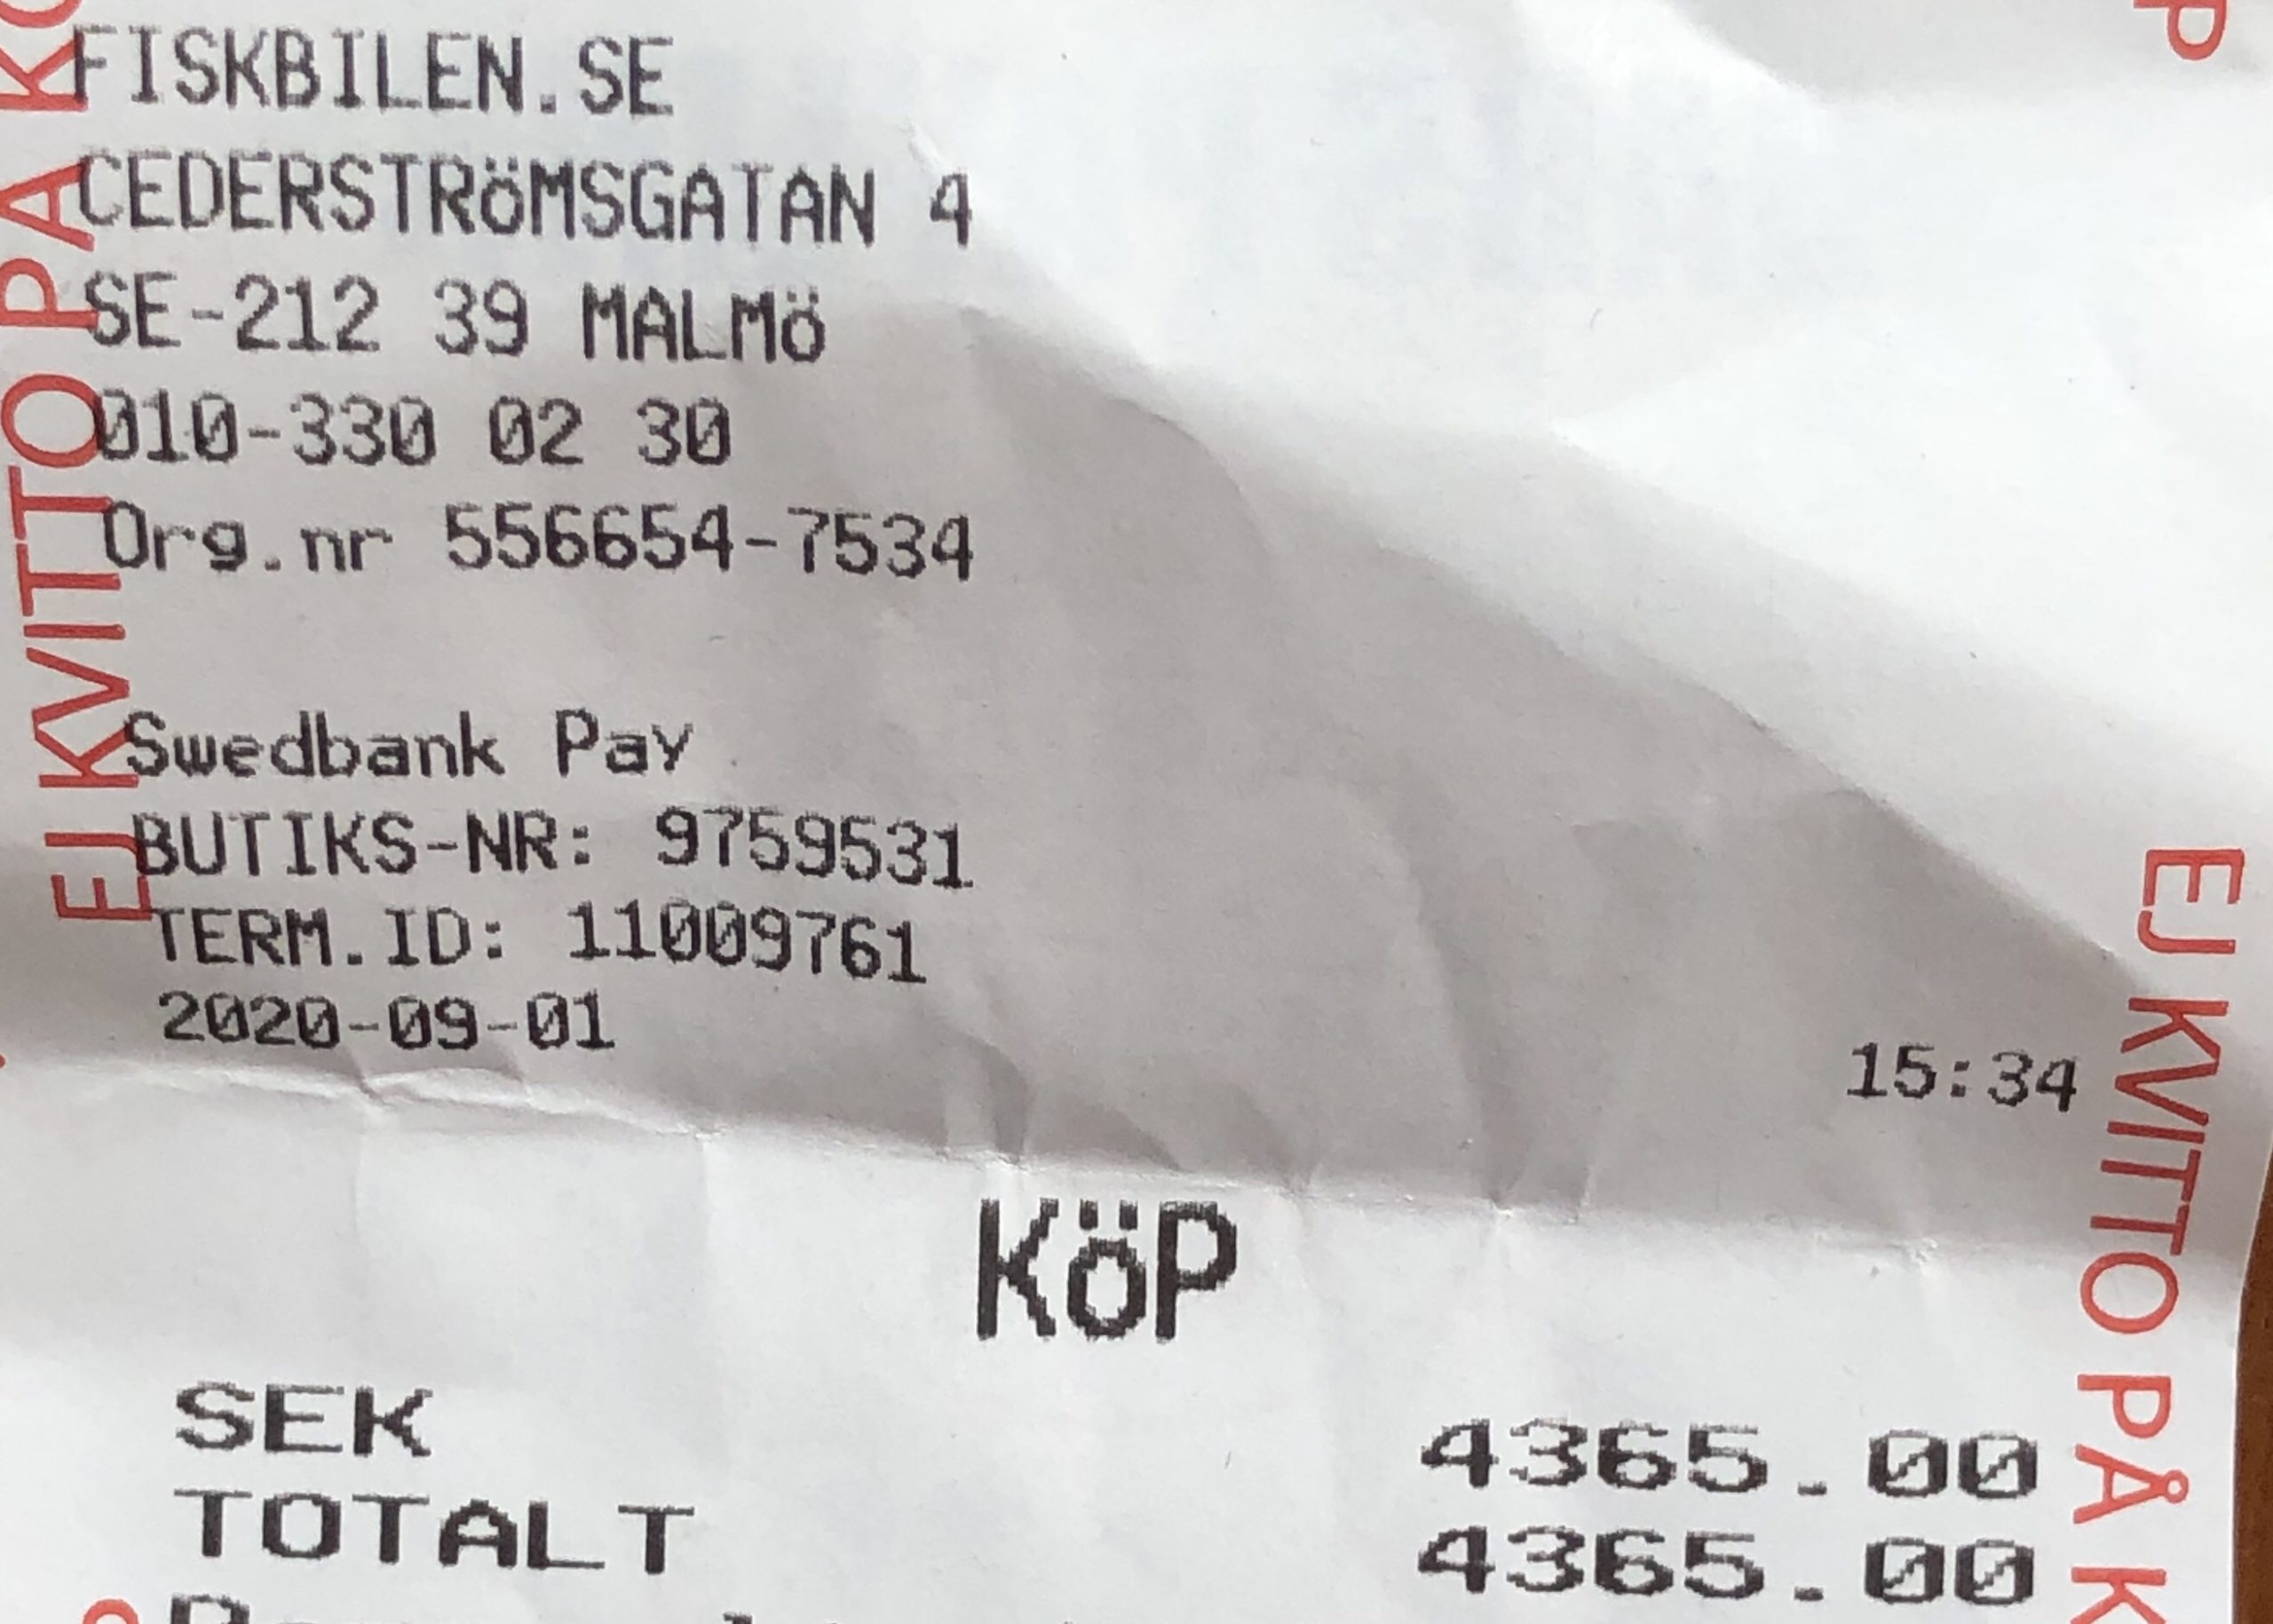 FISKBILEN.SE
CEDERSTRÖMSGATAN 4
SE-212 39 MALMÖ
010-330 02 30
Org.nr 556654-7534
Swedbank Pay
BUTIKS-NR: 9759531
TERM.ID: 11009761
2020-09-01 15:34
KÖP
SEK 4365.00
TOTALT 4365.00
EJ KVITTO PÅ KÖ
EJ KVITTO PÅ K
P